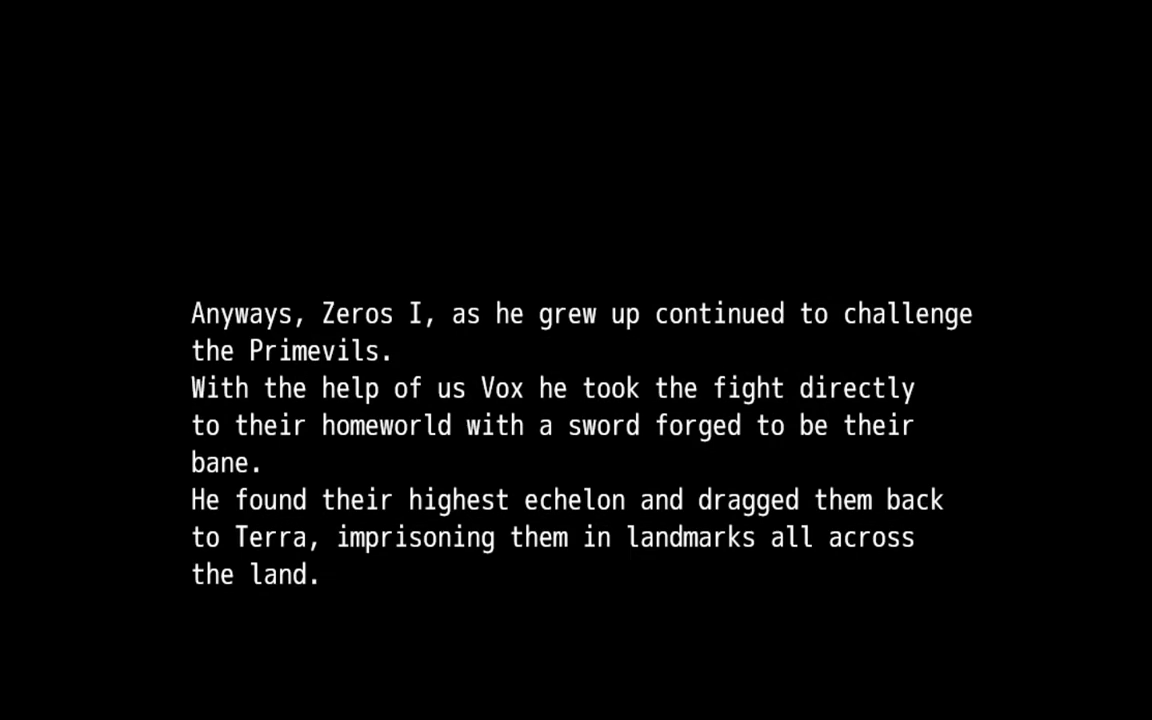 Anyways, Zeros I, as he grew up continued to challenge
the Primevils.
With the help of us Vox he took the fight directly
to their homeworld with a sword forged to be their
bane.
He found their highest echelon and dragged them back
to Terra, imprisoning them in landmarks all across
the land.